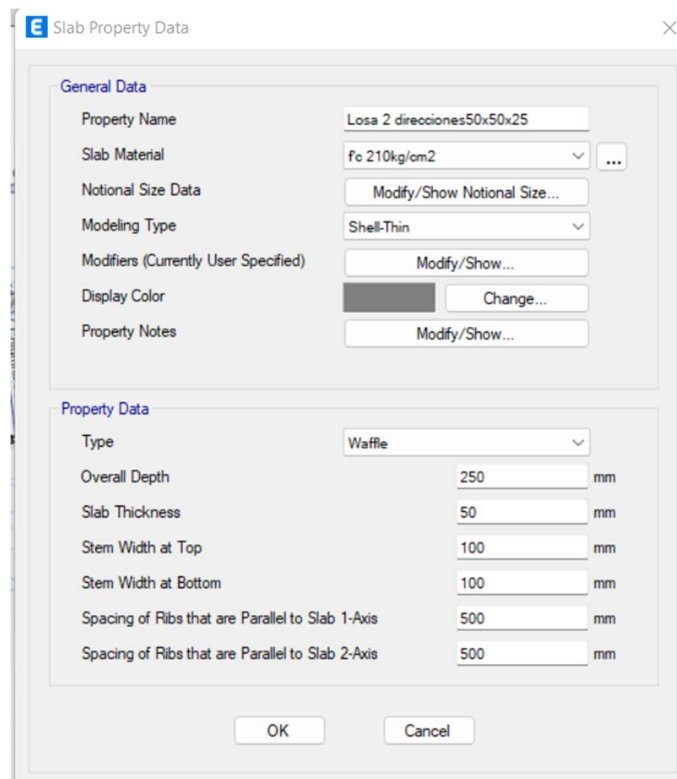 E Slab Property Data
General Data
Property Name Losa 2 direcciones50x50x25
Slab Material f'c 210kg/cm2 ...
Notional Size Data Modify/Show Notional Size...
Modeling Type Shell-Thin
Modifiers (Currently User Specified) Modify/Show...
Display Color Change...
Property Notes Modify/Show...
Property Data
Type Waffle
Overall Depth 250 mm
Slab Thickness 50 mm
Stem Width at Top 100 mm
Stem Width at Bottom 100 mm
Spacing of Ribs that are Parallel to Slab 1-Axis 500 mm
Spacing of Ribs that are Parallel to Slab 2-Axis 500 mm
OK Cancel